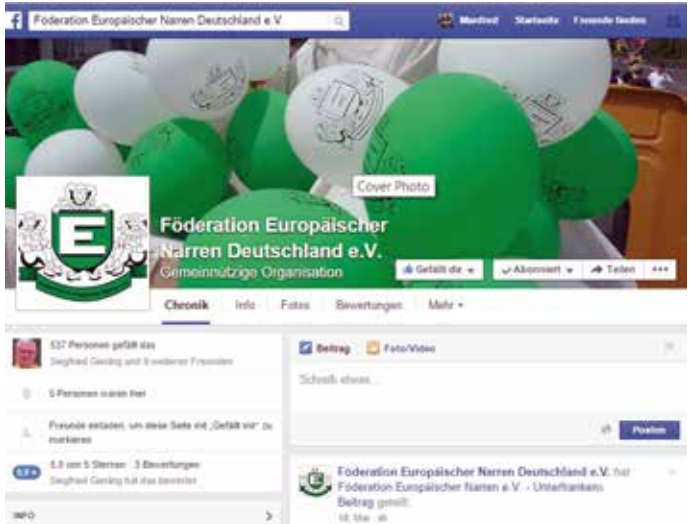 Föderation Europäischer Narren Deutschland e.V.
Manfred Startseite Freunde finden
Cover Photo
E
Föderation Europäischer
Narren Deutschland e.V.
Gemeinnützige Organisation
Gefällt dir Abonniert Teilen
Chronik Info Fotos Bewertungen Mehr
537 Personen gefällt das
Siegfried und 9 weiteren Freunden
5 Personen waren hier
Freunde einladen, um diese Seite mit „Gefällt mir“ zu
markieren
5,0 von 5 Sternen · 3 Bewertungen
Siegfried hat das bewertet
INFO
Beitrag Foto/Video
Schreib etwas...
Posten
Föderation Europäischer Narren Deutschland e.V. hat
Föderation Europäischer Narren e.V. - Unterfrankens
Beitrag geteilt.
18. Mai